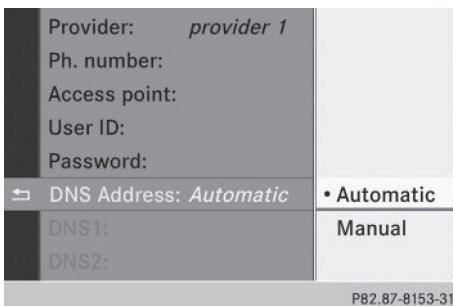 Provider: provider 1
Ph. number:
Access point:
User ID:
Password:
DNS Address: Automatic • Automatic
DNS1: Manual
DNS2:
P82.87-8153-31